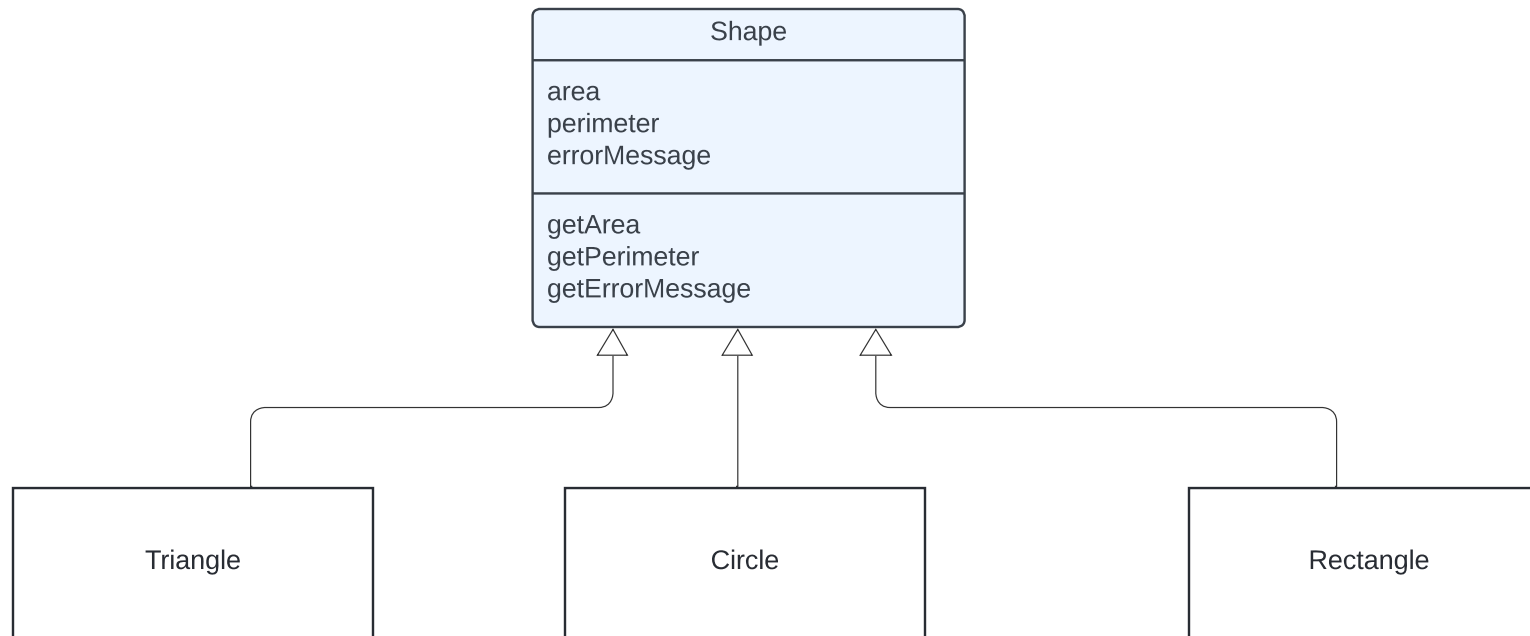 Shape
area
perimeter
errorMessage
getArea
getPerimeter
getErrorMessage
Triangle
Circle
Rectangle